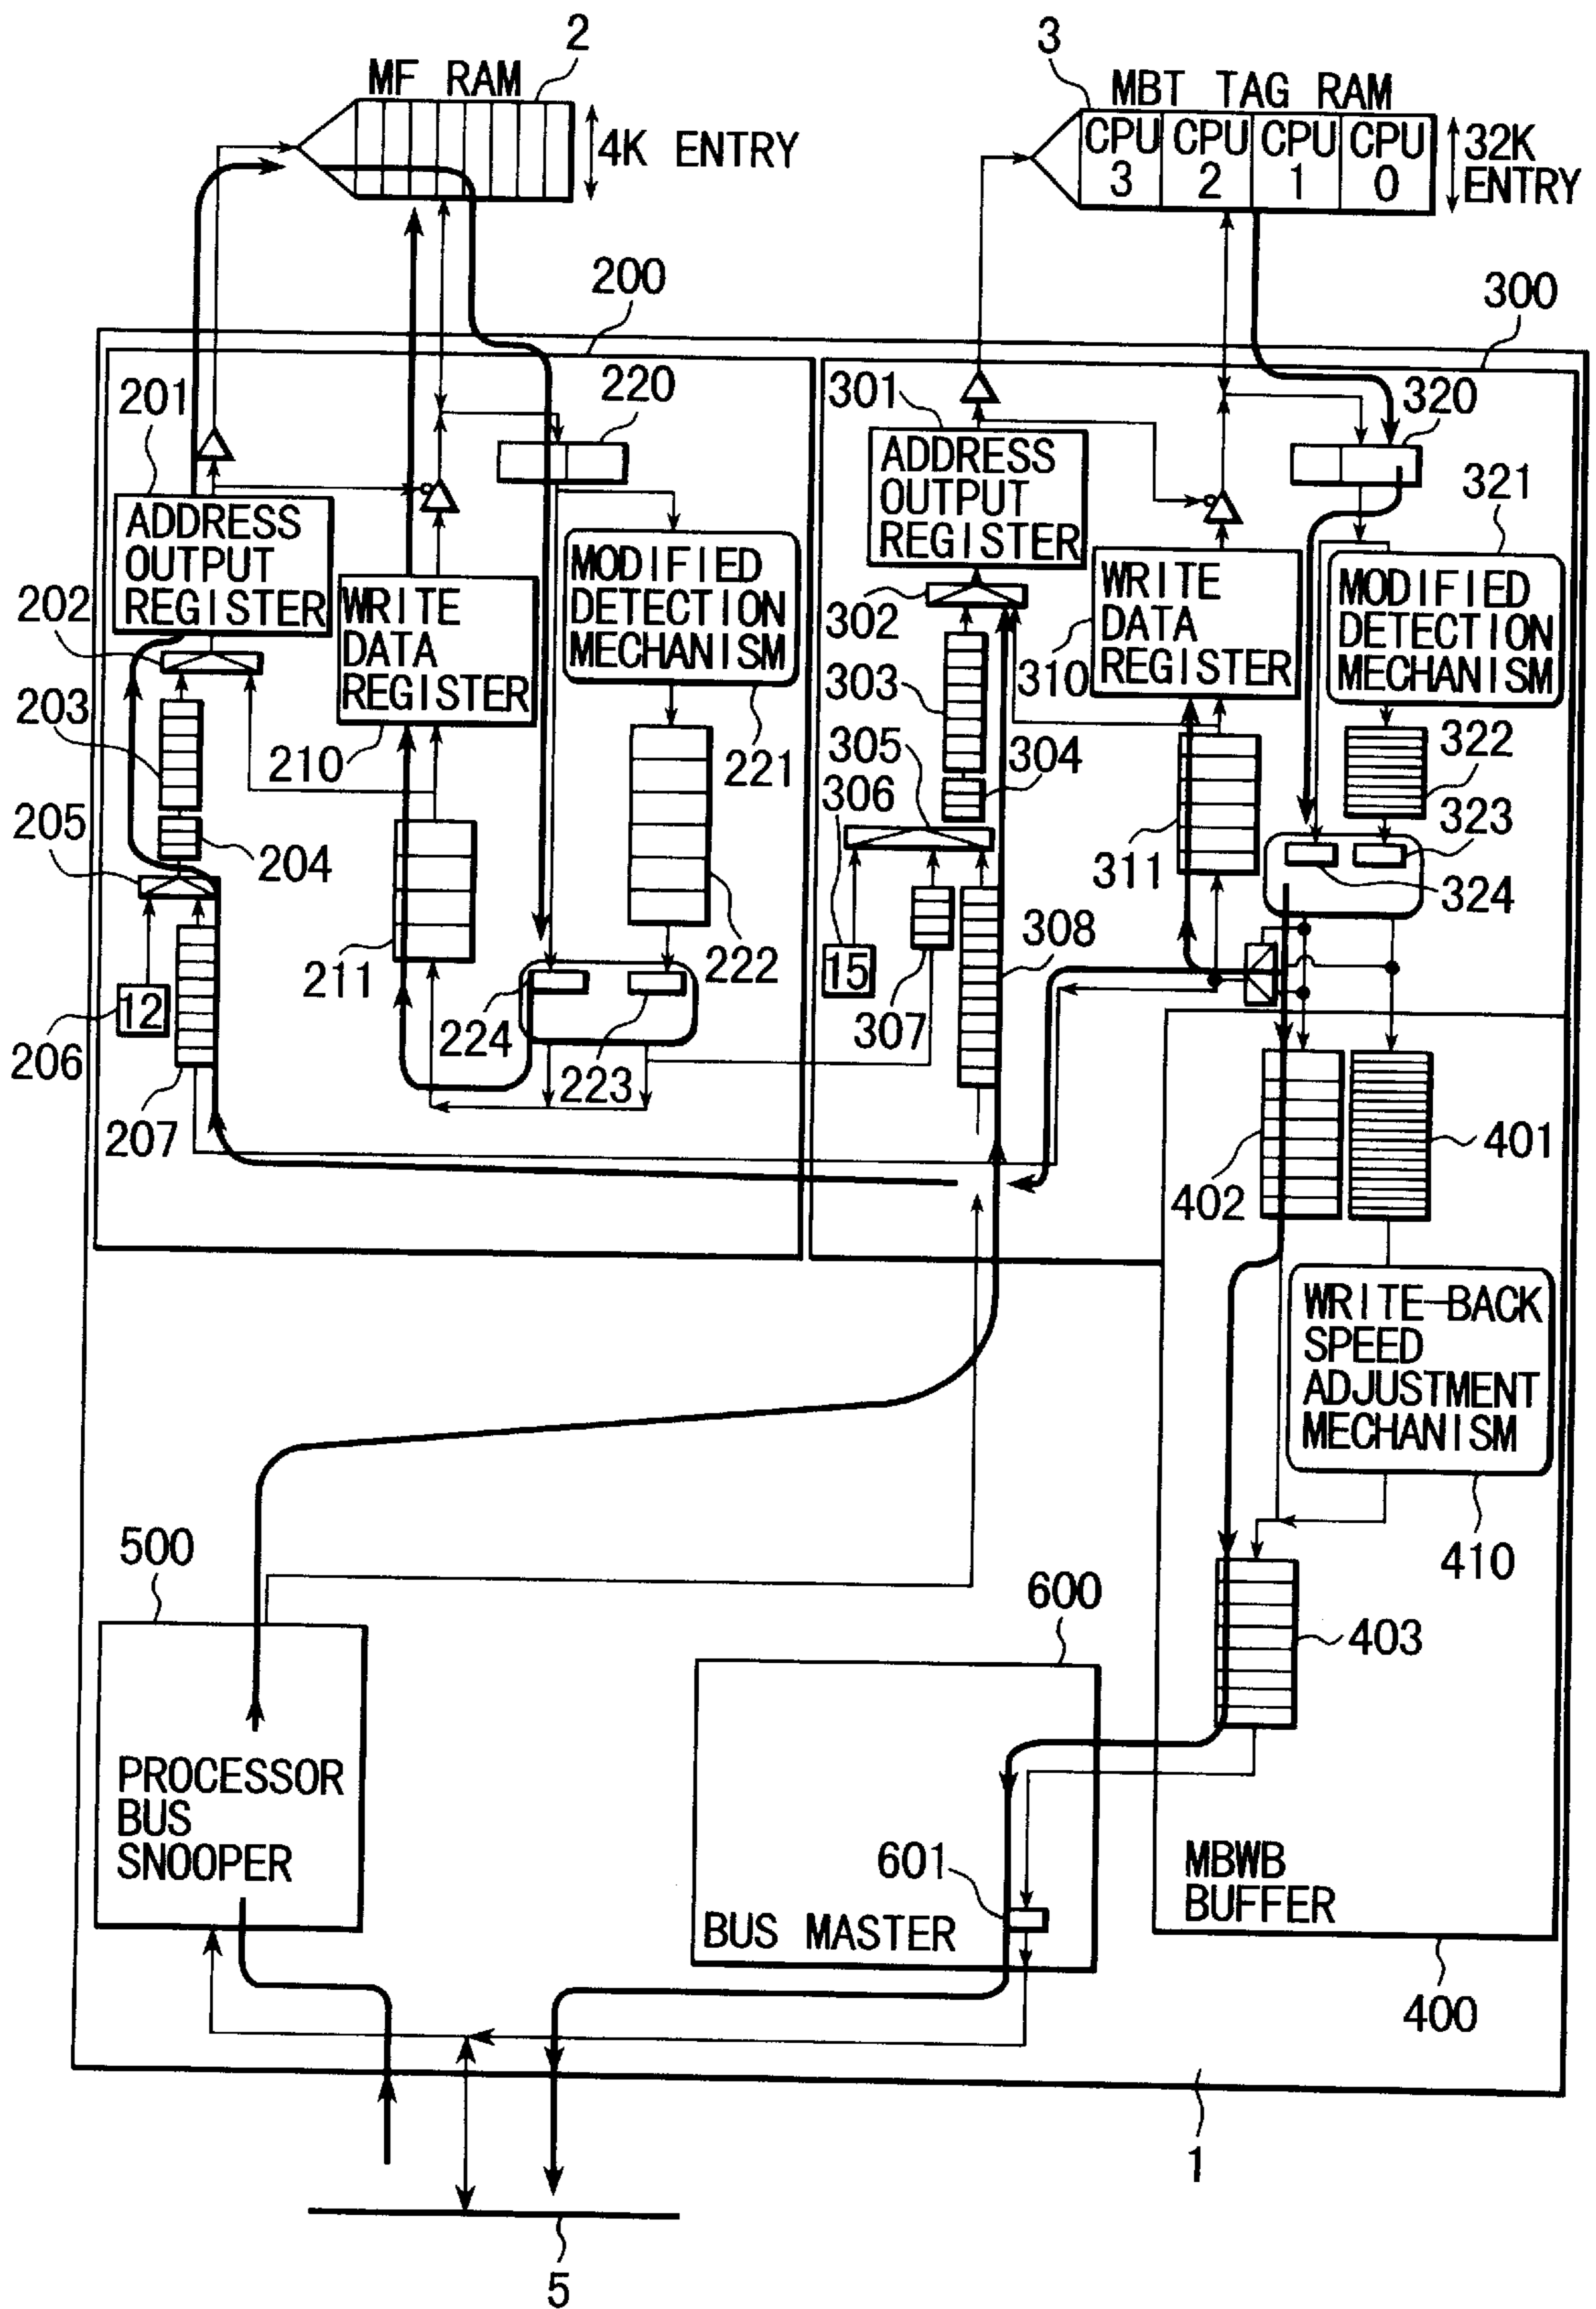 2
MF RAM
4K ENTRY
3
MBT TAG RAM
CPU 3
CPU 2
CPU 1
CPU 0
32K
ENTRY
200
300
201
220
301
320
321
ADDRESS
OUTPUT
REGISTER
202
WRITE
DATA
REGISTER
MODIFIED
DETECTION
MECHANISM
203
210
221
204
205
211
222
12
206
224
223
207
ADDRESS
OUTPUT
REGISTER
302
WRITE
DATA
REGISTER
MODIFIED
DETECTION
MECHANISM
303
310
322
305
304
306
323
311
324
308
15
307
402
401
WRITE-BACK
SPEED
ADJUSTMENT
MECHANISM
410
500
600
403
PROCESSOR
BUS
SNOOPER
601
BUS MASTER
MBWB
BUFFER
400
1
5